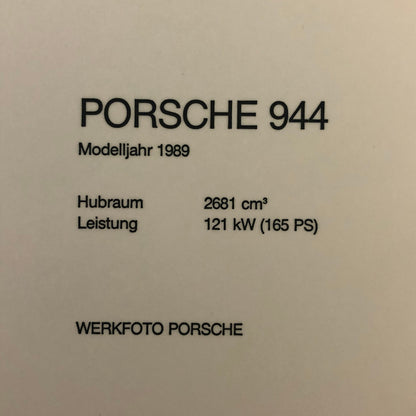 PORSCHE 944
Modelljahr 1989
Hubraum 2681 cm³
Leistung 121 kW (165 PS)
WERKFOTO PORSCHE